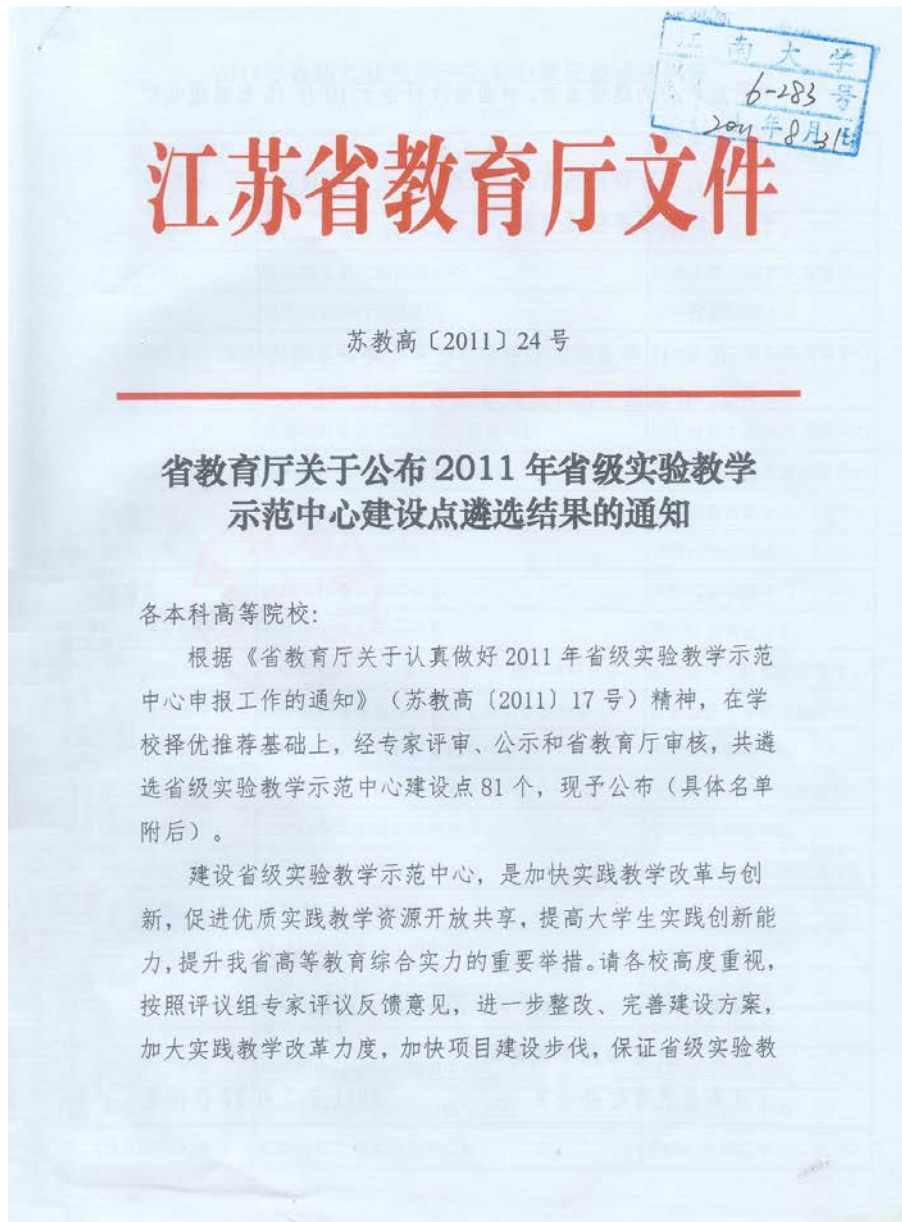 江南大学
6-283号
2011年8月31日
江苏省教育厅文件
苏教高〔2011〕24号
省教育厅关于公布2011年省级实验教学
示范中心建设点遴选结果的通知
各本科高等院校:
根据《省教育厅关于认真做好2011年省级实验教学示范
中心申报工作的通知》（苏教高〔2011〕17号）精神，在学
校择优推荐基础上，经专家评审、公示和省教育厅审核，共遴
选省级实验教学示范中心建设点81个，现予公布（具体名单
附后）。
建设省级实验教学示范中心，是加快实践教学改革与创
新，促进优质实践教学资源开放共享，提高大学生实践创新能
力，提升我省高等教育综合实力的重要举措。请各校高度重视，
按照评议组专家评议反馈意见，进一步整改、完善建设方案，
加大实践教学改革力度，加快项目建设步伐，保证省级实验教